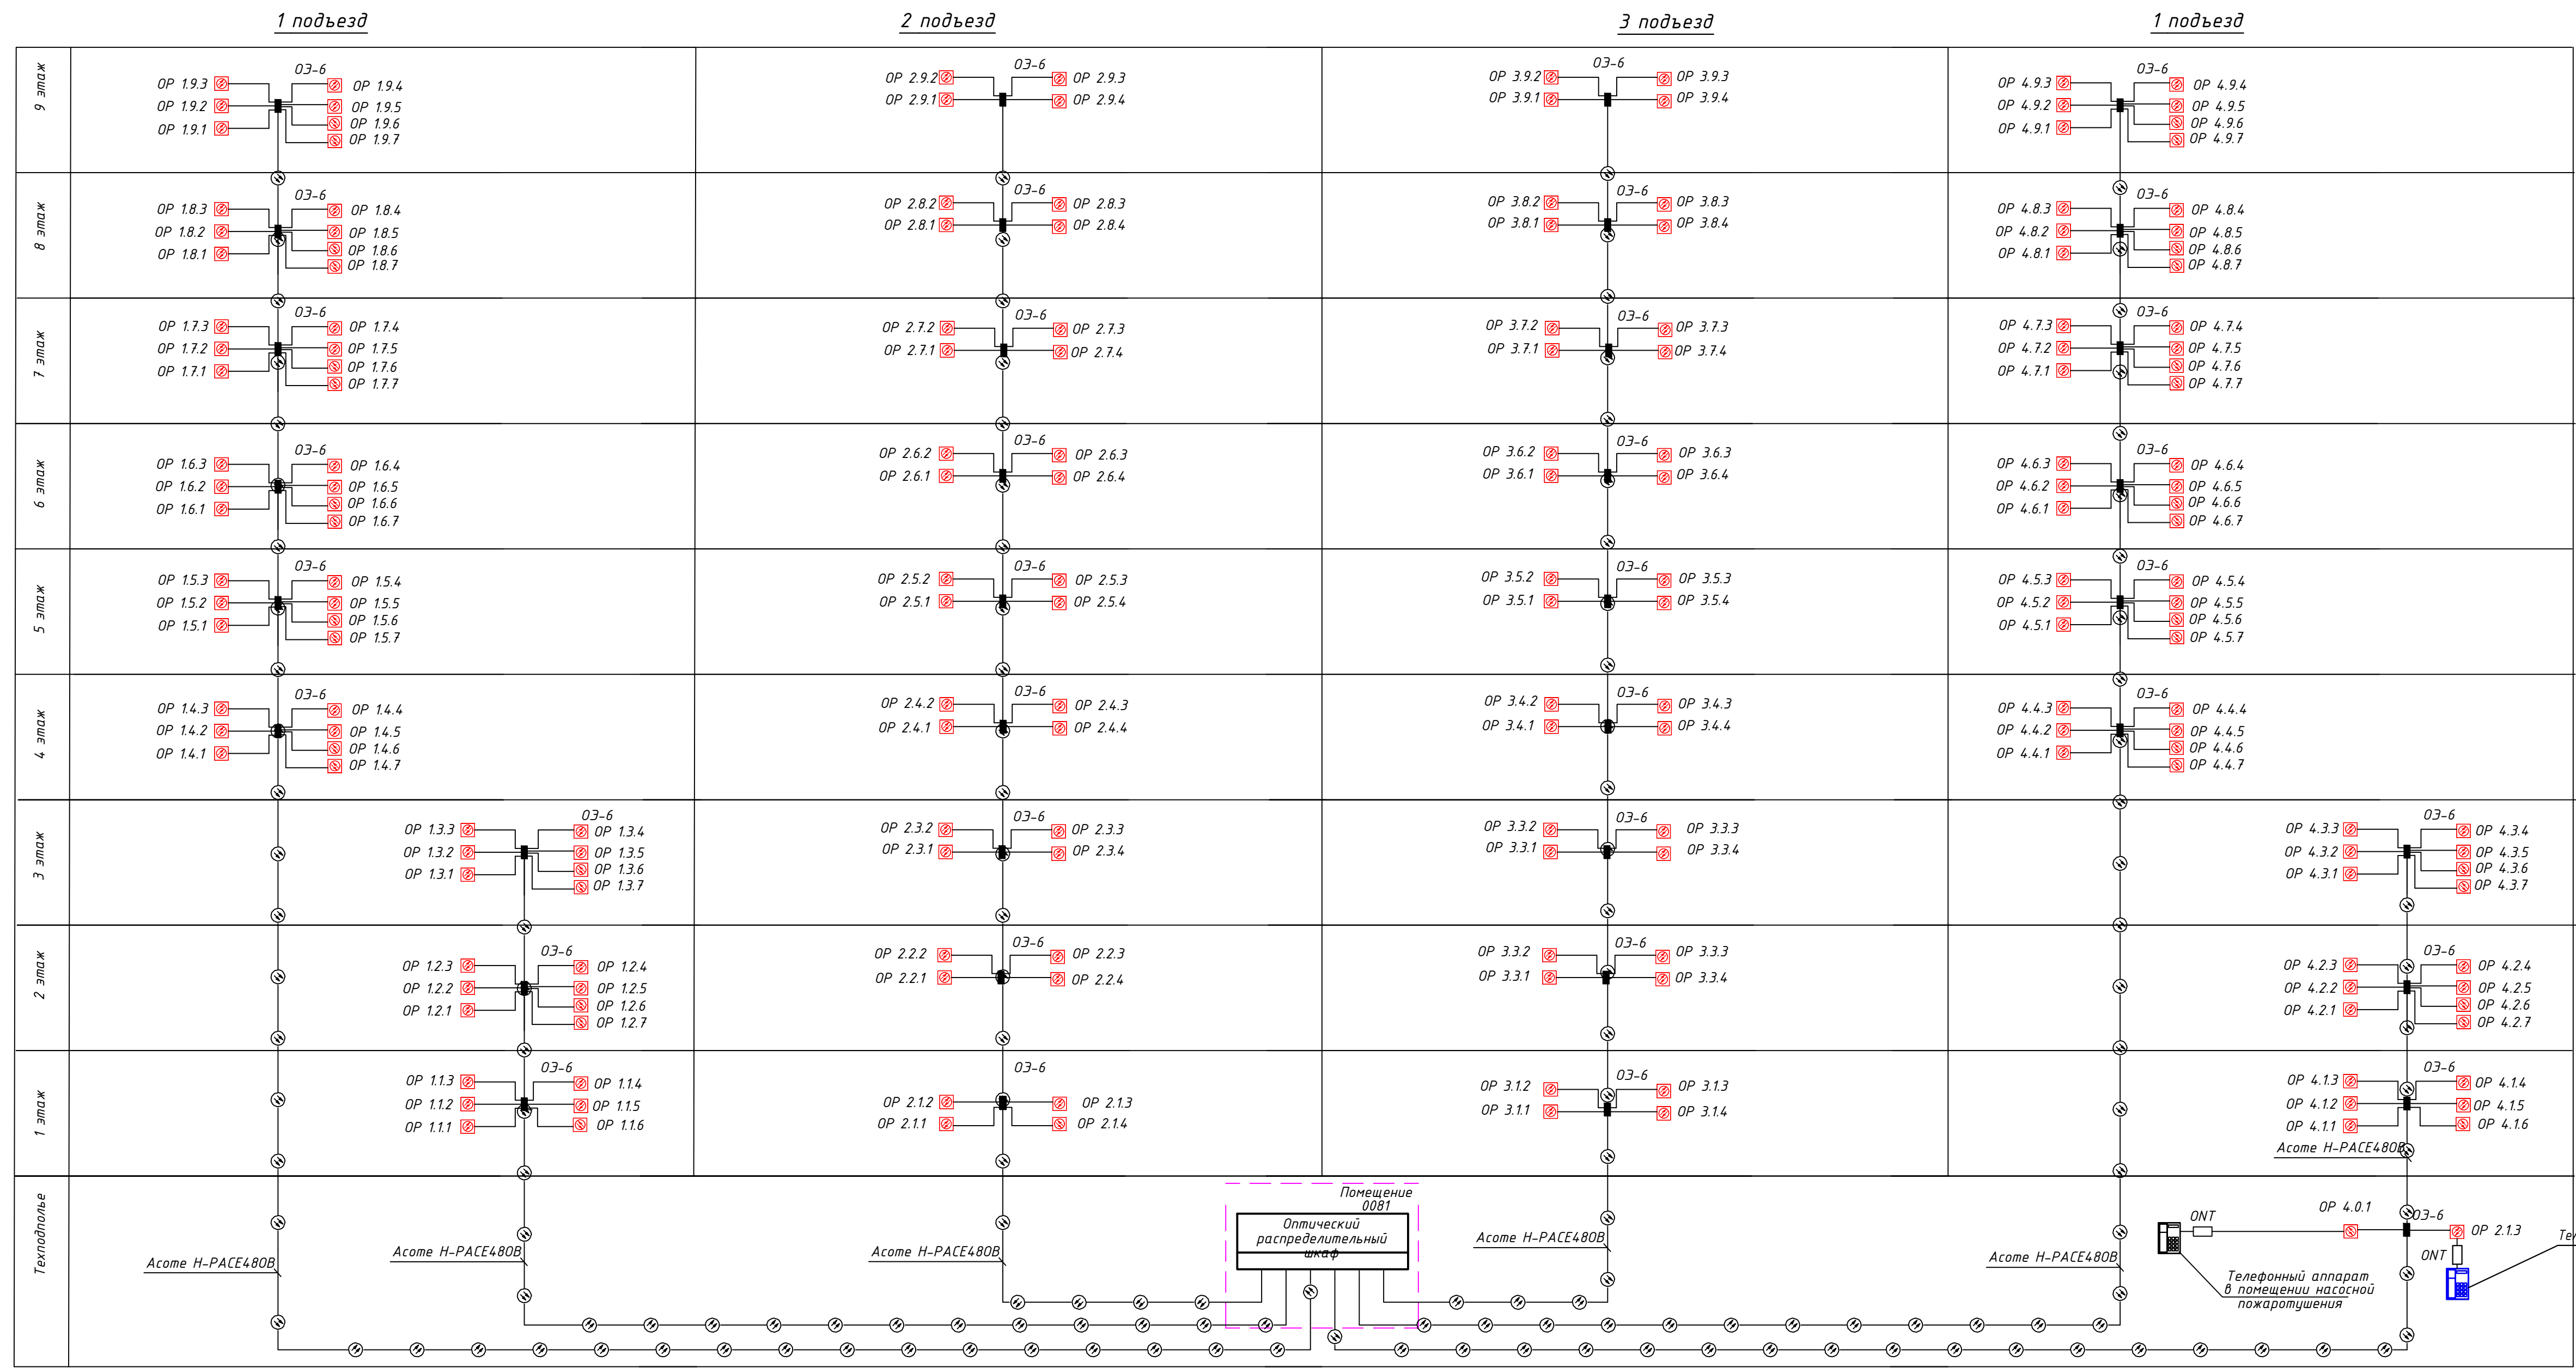 1 подъезд
2 подъезд
3 подъезд
1 подъезд
9 этаж
ОЭ-6
ОР 1.9.3
ОР 1.9.4
ОР 1.9.2
ОР 1.9.5
ОР 1.9.6
ОР 1.9.1
ОР 1.9.7
ОЭ-6
ОР 2.9.2
ОР 2.9.3
ОР 2.9.1
ОР 2.9.4
ОЭ-6
ОР 3.9.2
ОР 3.9.3
ОР 3.9.1
ОР 3.9.4
ОЭ-6
ОР 4.9.3
ОР 4.9.4
ОР 4.9.2
ОР 4.9.5
ОР 4.9.6
ОР 4.9.1
ОР 4.9.7
8 этаж
ОЭ-6
ОР 1.8.3
ОР 1.8.4
ОР 1.8.2
ОР 1.8.5
ОР 1.8.6
ОР 1.8.1
ОР 1.8.7
ОЭ-6
ОР 2.8.2
ОР 2.8.3
ОР 2.8.1
ОР 2.8.4
ОЭ-6
ОР 3.8.2
ОР 3.8.3
ОР 3.8.1
ОР 3.8.4
ОЭ-6
ОР 4.8.3
ОР 4.8.4
ОР 4.8.2
ОР 4.8.5
ОР 4.8.6
ОР 4.8.1
ОР 4.8.7
7 этаж
ОЭ-6
ОР 1.7.3
ОР 1.7.4
ОР 1.7.2
ОР 1.7.5
ОР 1.7.6
ОР 1.7.1
ОР 1.7.7
ОЭ-6
ОР 2.7.2
ОР 2.7.3
ОР 2.7.1
ОР 2.7.4
ОЭ-6
ОР 3.7.2
ОР 3.7.3
ОР 3.7.1
ОР 3.7.4
ОЭ-6
ОР 4.7.3
ОР 4.7.4
ОР 4.7.2
ОР 4.7.5
ОР 4.7.6
ОР 4.7.1
ОР 4.7.7
6 этаж
ОЭ-6
ОР 1.6.3
ОР 1.6.4
ОР 1.6.2
ОР 1.6.5
ОР 1.6.6
ОР 1.6.1
ОР 1.6.7
ОЭ-6
ОР 2.6.2
ОР 2.6.3
ОР 2.6.1
ОР 2.6.4
ОЭ-6
ОР 3.6.2
ОР 3.6.3
ОР 3.6.1
ОР 3.6.4
ОЭ-6
ОР 4.6.3
ОР 4.6.4
ОР 4.6.2
ОР 4.6.5
ОР 4.6.6
ОР 4.6.1
ОР 4.6.7
5 этаж
ОЭ-6
ОР 1.5.3
ОР 1.5.4
ОР 1.5.2
ОР 1.5.5
ОР 1.5.6
ОР 1.5.1
ОР 1.5.7
ОЭ-6
ОР 2.5.2
ОР 2.5.3
ОР 2.5.1
ОР 2.5.4
ОЭ-6
ОР 3.5.2
ОР 3.5.3
ОР 3.5.1
ОР 3.5.4
ОЭ-6
ОР 4.5.3
ОР 4.5.4
ОР 4.5.2
ОР 4.5.5
ОР 4.5.6
ОР 4.5.1
ОР 4.5.7
4 этаж
ОЭ-6
ОР 1.4.3
ОР 1.4.4
ОР 1.4.2
ОР 1.4.5
ОР 1.4.6
ОР 1.4.1
ОР 1.4.7
ОЭ-6
ОР 2.4.2
ОР 2.4.3
ОР 2.4.1
ОР 2.4.4
ОЭ-6
ОР 3.4.2
ОР 3.4.3
ОР 3.4.1
ОР 3.4.4
ОЭ-6
ОР 4.4.3
ОР 4.4.4
ОР 4.4.2
ОР 4.4.5
ОР 4.4.6
ОР 4.4.1
ОР 4.4.7
3 этаж
ОЭ-6
ОР 1.3.3
ОР 1.3.4
ОР 1.3.2
ОР 1.3.5
ОР 1.3.6
ОР 1.3.1
ОР 1.3.7
ОЭ-6
ОР 2.3.2
ОР 2.3.3
ОР 2.3.1
ОР 2.3.4
ОЭ-6
ОР 3.3.2
ОР 3.3.3
ОР 3.3.1
ОР 3.3.4
ОЭ-6
ОР 4.3.3
ОР 4.3.4
ОР 4.3.2
ОР 4.3.5
ОР 4.3.6
ОР 4.3.1
ОР 4.3.7
2 этаж
ОЭ-6
ОР 1.2.3
ОР 1.2.4
ОР 1.2.2
ОР 1.2.5
ОР 1.2.6
ОР 1.2.1
ОР 1.2.7
ОЭ-6
ОР 2.2.2
ОР 2.2.3
ОР 2.2.1
ОР 2.2.4
ОЭ-6
ОР 3.3.2
ОР 3.3.3
ОР 3.3.1
ОР 3.3.4
ОЭ-6
ОР 4.2.3
ОР 4.2.4
ОР 4.2.2
ОР 4.2.5
ОР 4.2.6
ОР 4.2.1
ОР 4.2.7
1 этаж
ОЭ-6
ОР 1.1.3
ОР 1.1.4
ОР 1.1.2
ОР 1.1.5
ОР 1.1.1
ОР 1.1.6
ОЭ-6
ОР 2.1.2
ОР 2.1.3
ОР 2.1.1
ОР 2.1.4
ОЭ-6
ОР 3.1.2
ОР 3.1.3
ОР 3.1.1
ОР 3.1.4
ОЭ-6
ОР 4.1.3
ОР 4.1.4
ОР 4.1.2
ОР 4.1.5
ОР 4.1.1
ОР 4.1.6
Acome H-PACE48OB
Техподполье
Acome H-PACE48OB
Acome H-PACE48OB
Acome H-PACE48OB
Помещение
0081
Оптический
распределительный
шкаф
Acome H-PACE48OB
Acome H-PACE48OB
ONT
ОР 4.0.1
ОЭ-6
ОР 2.1.3
ONT
Телефонный аппарат
в помещении насосной
пожаротушения